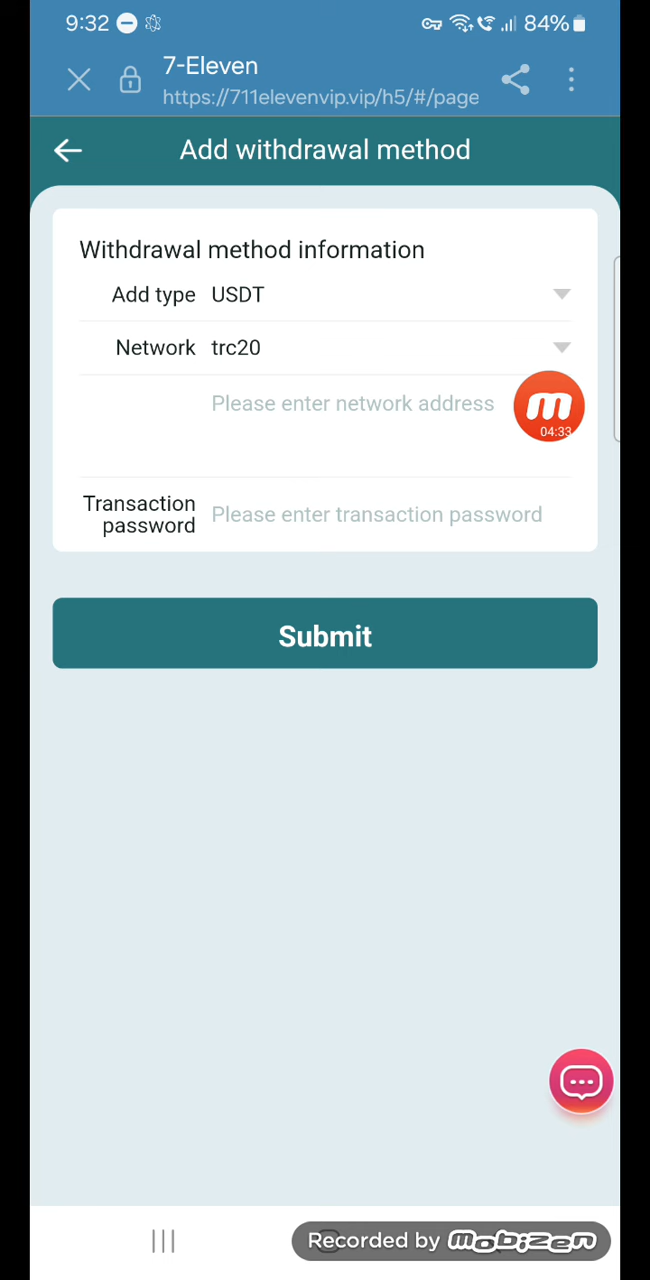 9:32
84%
7-Eleven
https://711elevenvip.vip/h5/#/page
Add withdrawal method
Withdrawal method information
Add type USDT
Network trc20
Please enter network address
m
04:33
Transaction
password
Please enter transaction password
Submit
Recorded by mobizen